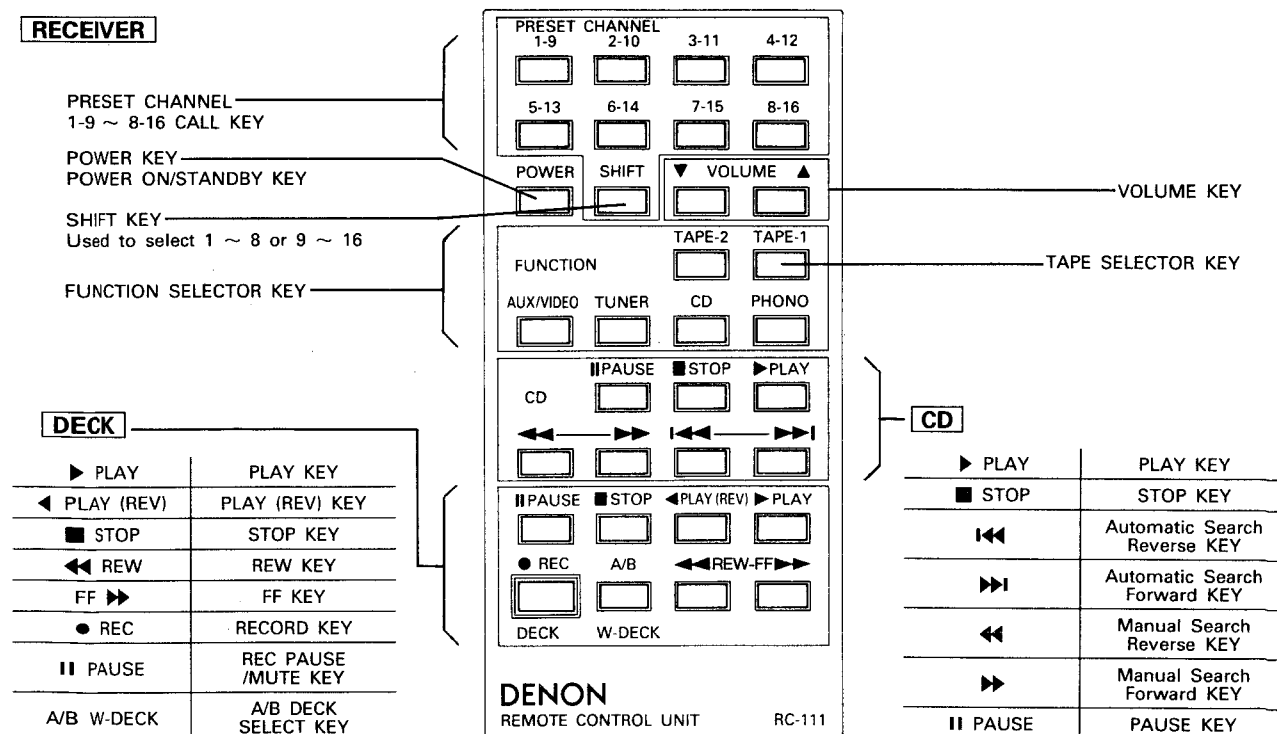 RECEIVER
PRESET CHANNEL
1-9 ~ 8-16 CALL KEY
POWER KEY
POWER ON/STANDBY KEY
SHIFT KEY
Used to select 1 ~ 8 or 9 ~ 16
FUNCTION SELECTOR KEY
PRESET CHANNEL
1-9 2-10 3-11 4-12
5-13 6-14 7-15 8-16
POWER SHIFT ▼ VOLUME ▲
TAPE-2 TAPE-1
FUNCTION
AUX/VIDEO TUNER CD PHONO
II PAUSE ■ STOP ▶ PLAY
CD
◀◀ — ▶▶ I◀◀ — ▶▶I
II PAUSE ■ STOP ◀ PLAY (REV) ▶ PLAY
● REC A/B ◀◀ REW-FF ▶▶
DECK W-DECK
DENON
REMOTE CONTROL UNIT RC-111
VOLUME KEY
TAPE SELECTOR KEY
DECK
▶ PLAY PLAY KEY
◀ PLAY (REV) PLAY (REV) KEY
■ STOP STOP KEY
◀◀ REW REW KEY
FF ▶▶ FF KEY
● REC RECORD KEY
II PAUSE REC PAUSE
/MUTE KEY
A/B W-DECK A/B DECK
SELECT KEY
CD
▶ PLAY PLAY KEY
■ STOP STOP KEY
I◀◀ Automatic Search
Reverse KEY
▶▶I Automatic Search
Forward KEY
◀◀ Manual Search
Reverse KEY
▶▶ Manual Search
Forward KEY
II PAUSE PAUSE KEY